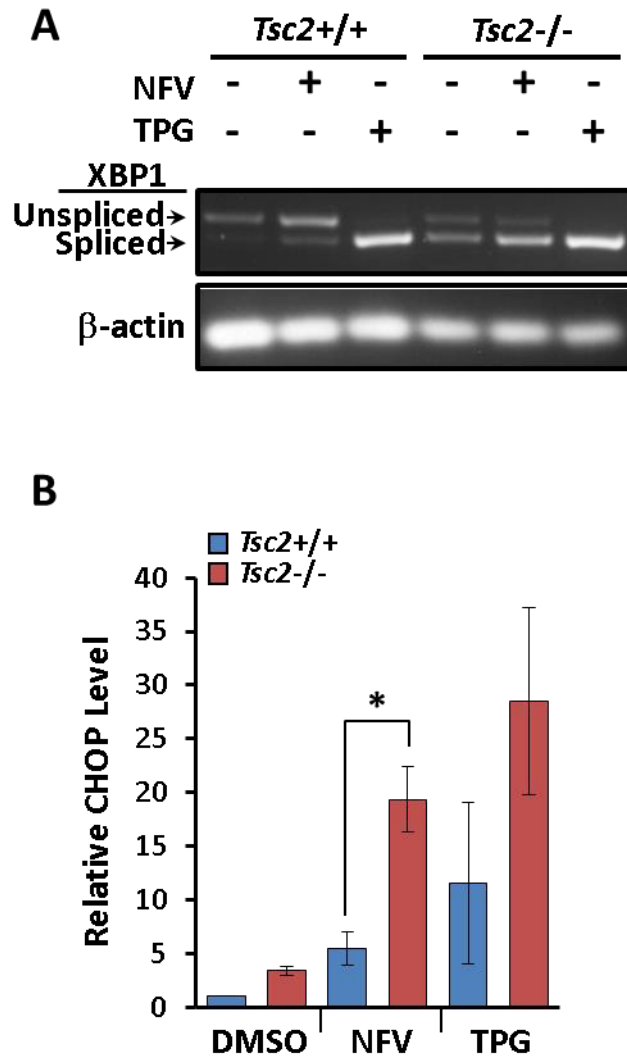 A
Tsc2+/+ Tsc2-/-
NFV - + - - + -
TPG - - + - - +
XBP1
Unspliced→
Spliced→
β-actin
B
Tsc2+/+
Tsc2-/-
40
35
30
25
20
15
10
5
0
Relative CHOP Level
*
DMSO NFV TPG